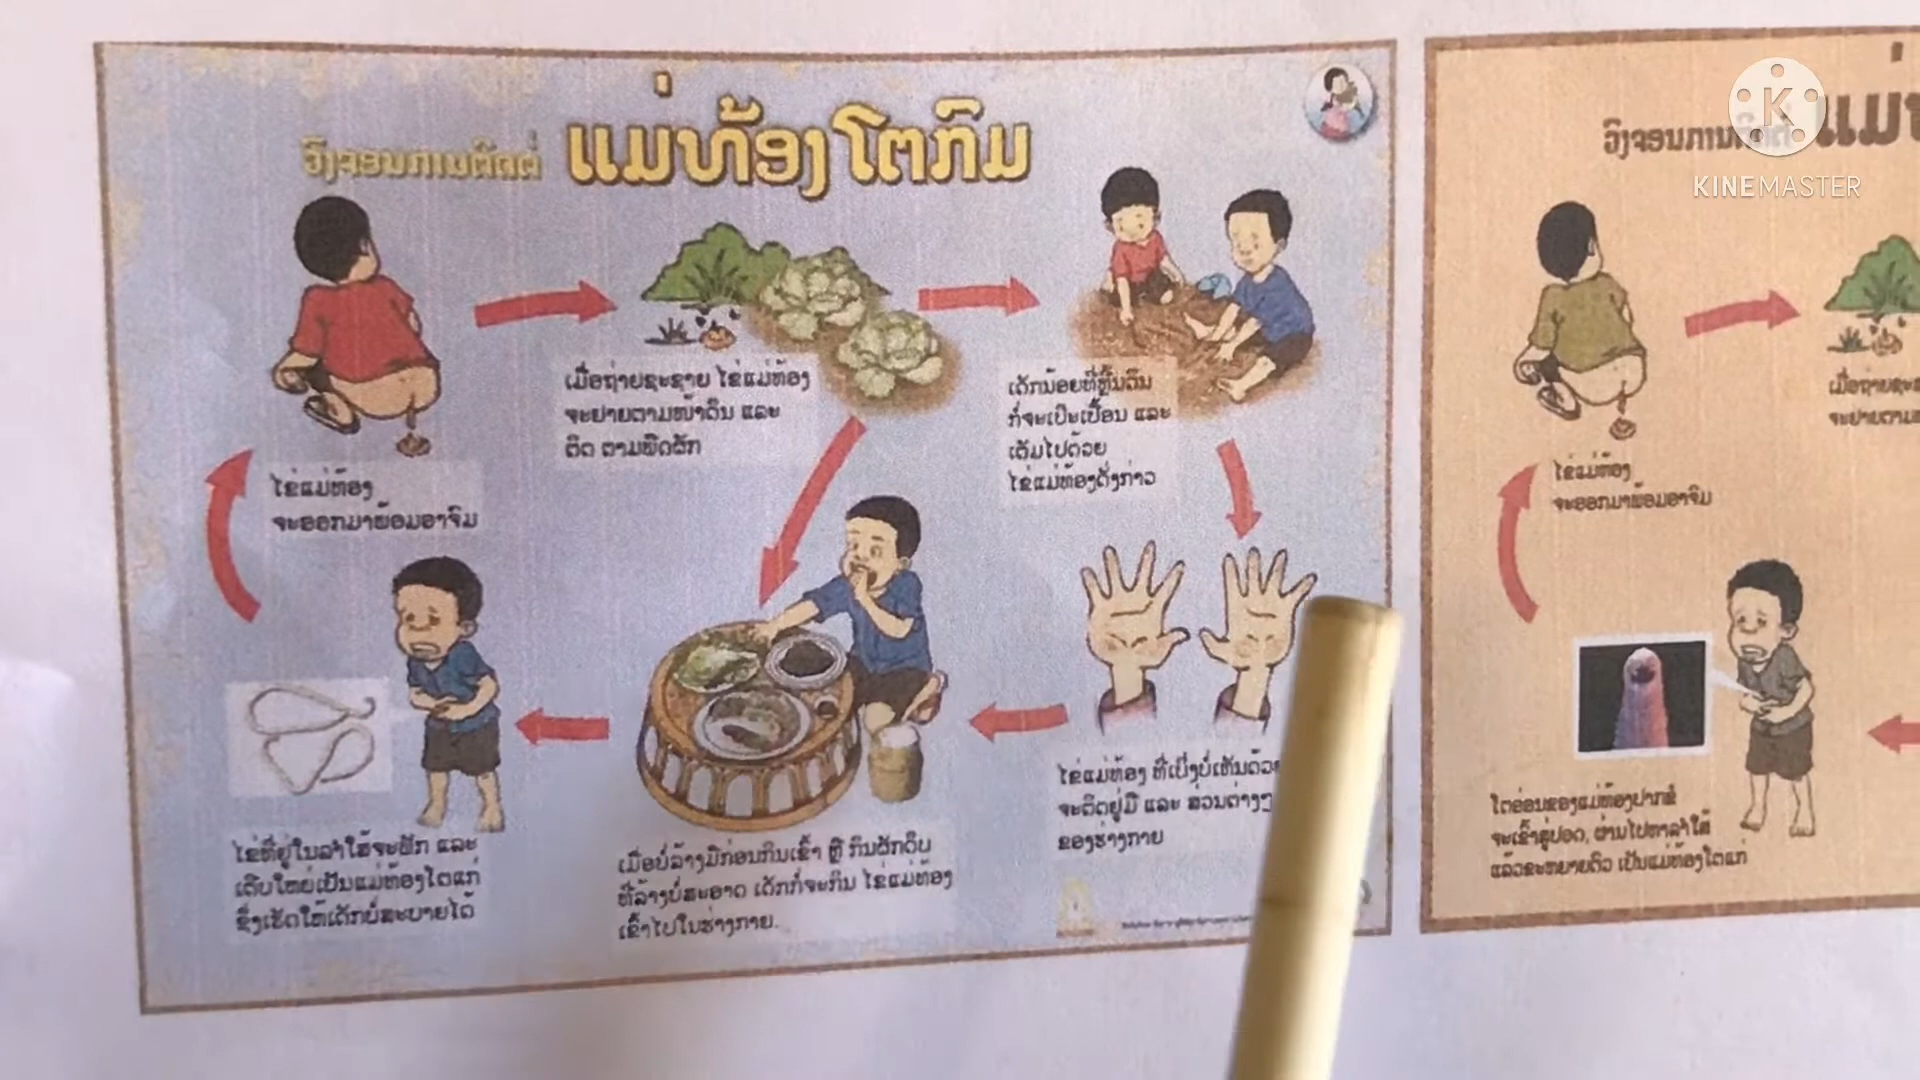 ວົງຈອນການຕິດຕໍ່ ແມ່ທ້ອງໂຕກົມ
ເມື່ອຖ່າຍຊະຊາຍ ໄຂ່ແມ່ທ້ອງ
ຈະຢາຍຕາມໜ້າດິນ ແລະ
ຕິດ ຕາມພືດຜັກ
ເດັກນ້ອຍທີ່ຫຼິ້ນດິນ
ກໍ່ຈະເປິະເປື້ອນ ແລະ
ເຕັມໄປດ້ວຍ
ໄຂ່ແມ່ທ້ອງດັ່ງກ່າວ
ໄຂ່ແມ່ທ້ອງ
ຈະອອກມາພ້ອມອາຈົມ
ໄຂ່ແມ່ທ້ອງ ທີ່ເບິ່ງບໍ່ເຫັນດ້ວຍ
ຈະຕິດຢູ່ມື ແລະ ສ່ວນຕ່າງໆ
ຂອງຮ່າງກາຍ
ເມື່ອບໍ່ລ້າງມືກ່ອນກິນເຂົ້າ ຫຼື ກິນຜັກດິບ
ທີ່ລ້າງບໍ່ສະອາດ ເດັກກໍ່ຈະກິນ ໄຂ່ແມ່ທ້ອງ
ເຂົ້າໄປໃນຮ່າງກາຍ.
ໄຂ່ທີ່ຢູ່ໃນລຳໃສ້ຈະຟັກ ແລະ
ເຕີບໃຫຍ່ເປັນແມ່ທ້ອງໂຕແກ່
ຊຶ່ງເຮັດໃຫ້ເດັກບໍ່ສະບາຍໄດ້
ວົງຈອນການຕິດຕໍ່
KINEMASTER
ໄຂ່ແມ່ທ້ອງ
ຈະອອກມາພ້ອມອາຈົມ
ໂຕອ່ອນຂອງແມ່ທ້ອງປາກຂໍ
ຈະເຂົ້າສູ່ປອດ, ຜ່ານໄປຫາລຳໃສ້
ແລ້ວຂະຫຍາຍຕົວ ເປັນແມ່ທ້ອງໂຕແກ່